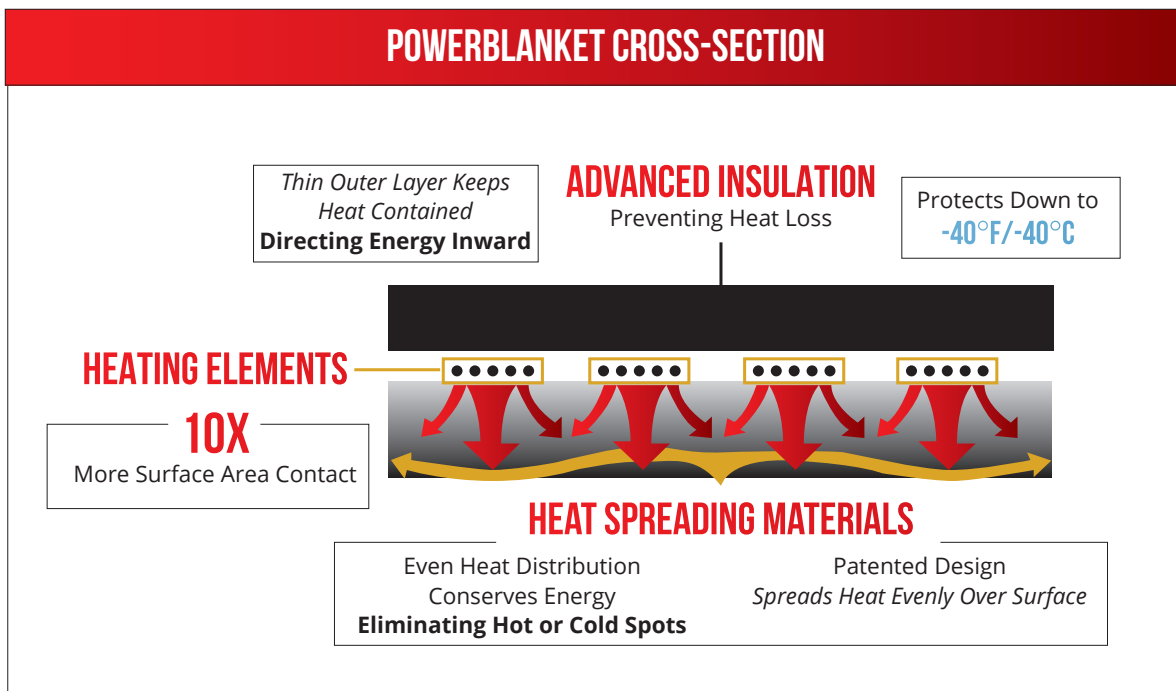 POWERBLANKET CROSS-SECTION
Thin Outer Layer Keeps
Heat Contained
Directing Energy Inward
ADVANCED INSULATION
Preventing Heat Loss
Protects Down to
-40°F/-40°C
HEATING ELEMENTS
10X
More Surface Area Contact
HEAT SPREADING MATERIALS
Even Heat Distribution
Conserves Energy
Eliminating Hot or Cold Spots
Patented Design
Spreads Heat Evenly Over Surface